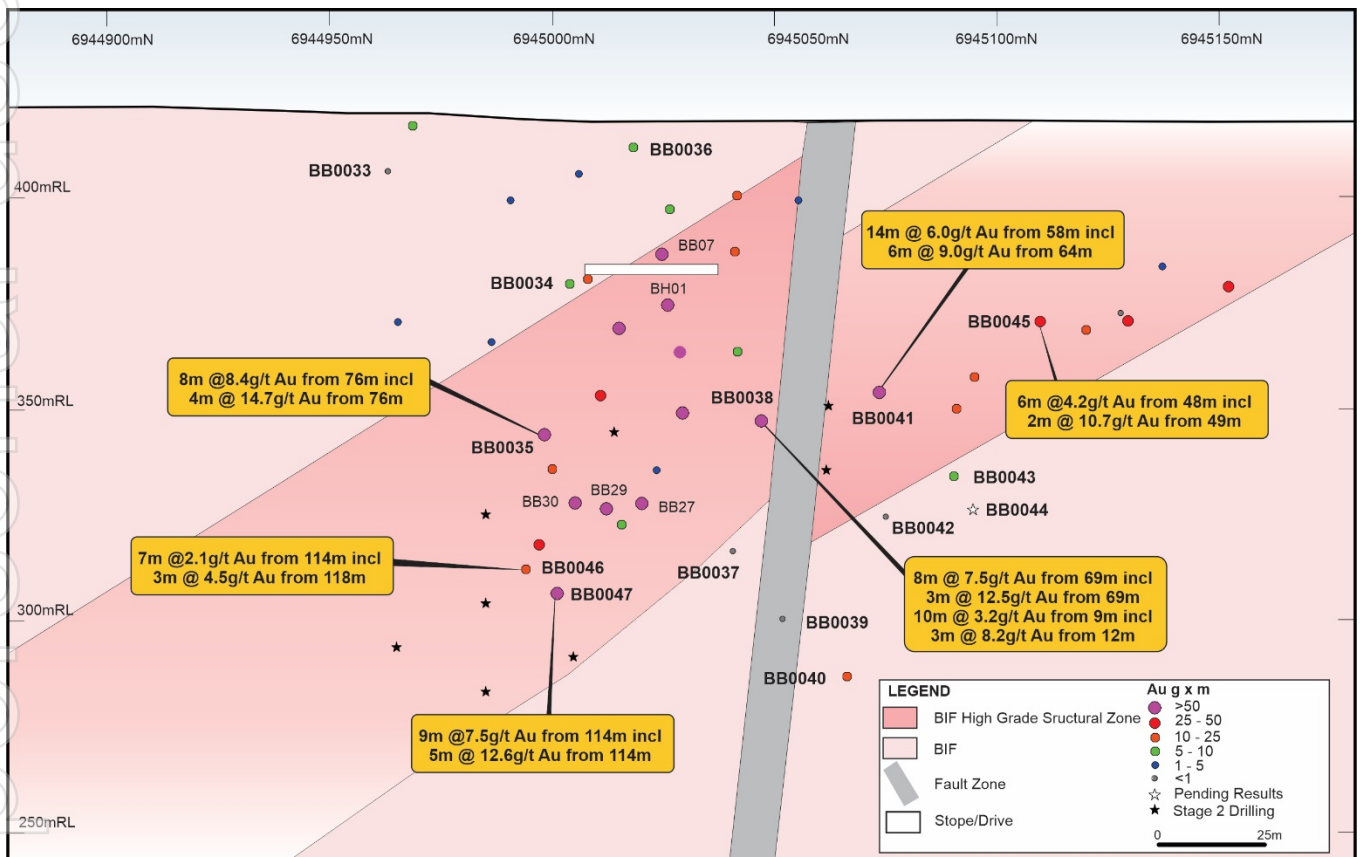 6944900mN 6944950mN 6945000mN 6945050mN 6945100mN 6945150mN
BB0036
BB0033
400mRL
14m @ 6.0g/t Au from 58m incl
6m @ 9.0g/t Au from 64m
BB07
BB0034
BH01
BB0045
8m @8.4g/t Au from 76m incl
4m @ 14.7g/t Au from 76m
350mRL
BB0038
BB0041
6m @4.2g/t Au from 48m incl
2m @ 10.7g/t Au from 49m
BB0035
BB0043
BB30
BB29
BB27
BB0044
BB0042
7m @2.1g/t Au from 114m incl
3m @ 4.5g/t Au from 118m
BB0046
BB0037
BB0047
8m @ 7.5g/t Au from 69m incl
3m @ 12.5g/t Au from 69m
10m @ 3.2g/t Au from 9m incl
3m @ 8.2g/t Au from 12m
300mRL
BB0039
BB0040
9m @7.5g/t Au from 114m incl
5m @ 12.6g/t Au from 114m
250mRL
LEGEND
BIF High Grade Sructural Zone
BIF
Fault Zone
Stope/Drive
Au g x m
>50
25 - 50
10 - 25
5 - 10
1 - 5
<1
Pending Results
Stage 2 Drilling
0 25m